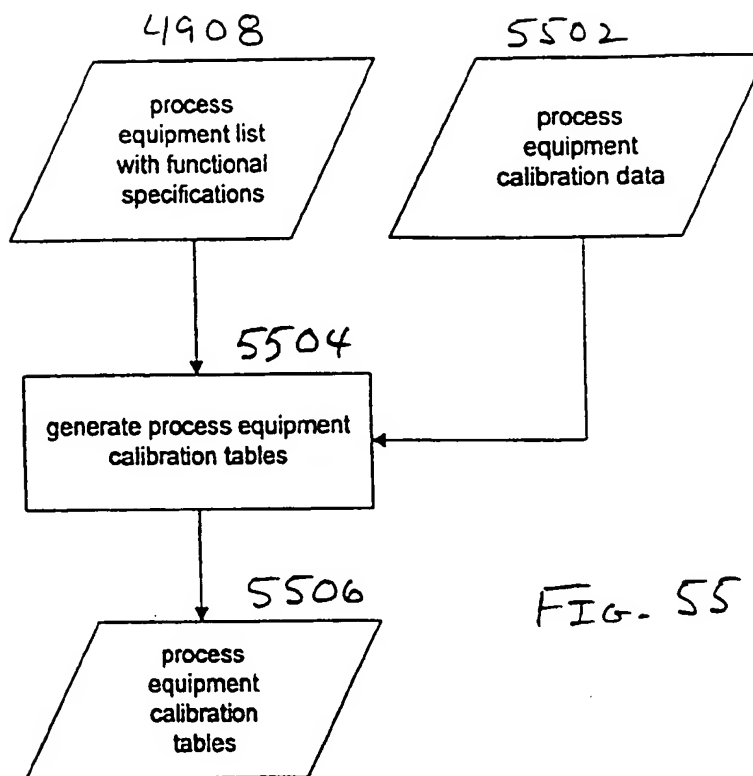 4908
process
equipment list
with functional
specifications
5502
process
equipment
calibration data
5504
generate process equipment
calibration tables
5506
process
equipment
calibration
tables
FIG. 55